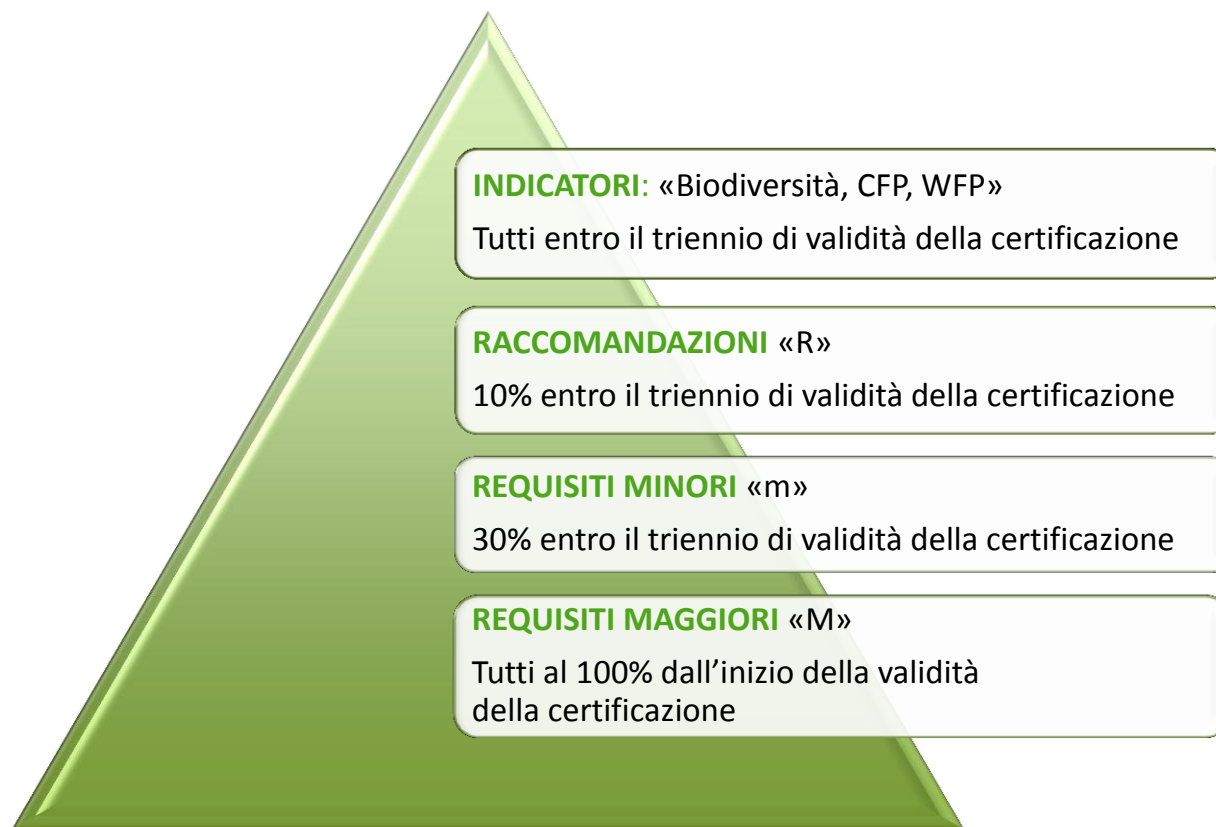 INDICATORI: «Biodiversità, CFP, WFP»
Tutti entro il triennio di validità della certificazione
RACCOMANDAZIONI «R»
10% entro il triennio di validità della certificazione
REQUISITI MINORI «m»
30% entro il triennio di validità della certificazione
REQUISITI MAGGIORI «M»
Tutti al 100% dall’inizio della validità
della certificazione